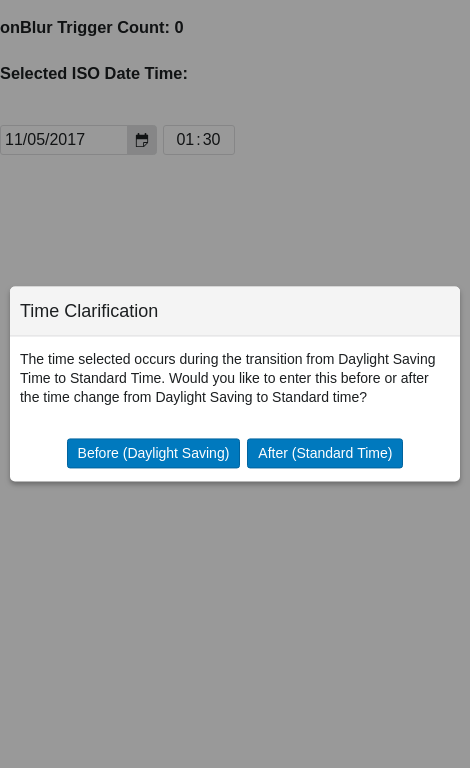 onBlur Trigger Count: 0
Selected ISO Date Time:
11/05/2017 01:30
Time Clarification
The time selected occurs during the transition from Daylight Saving
Time to Standard Time. Would you like to enter this before or after
the time change from Daylight Saving to Standard time?
Before (Daylight Saving) After (Standard Time)